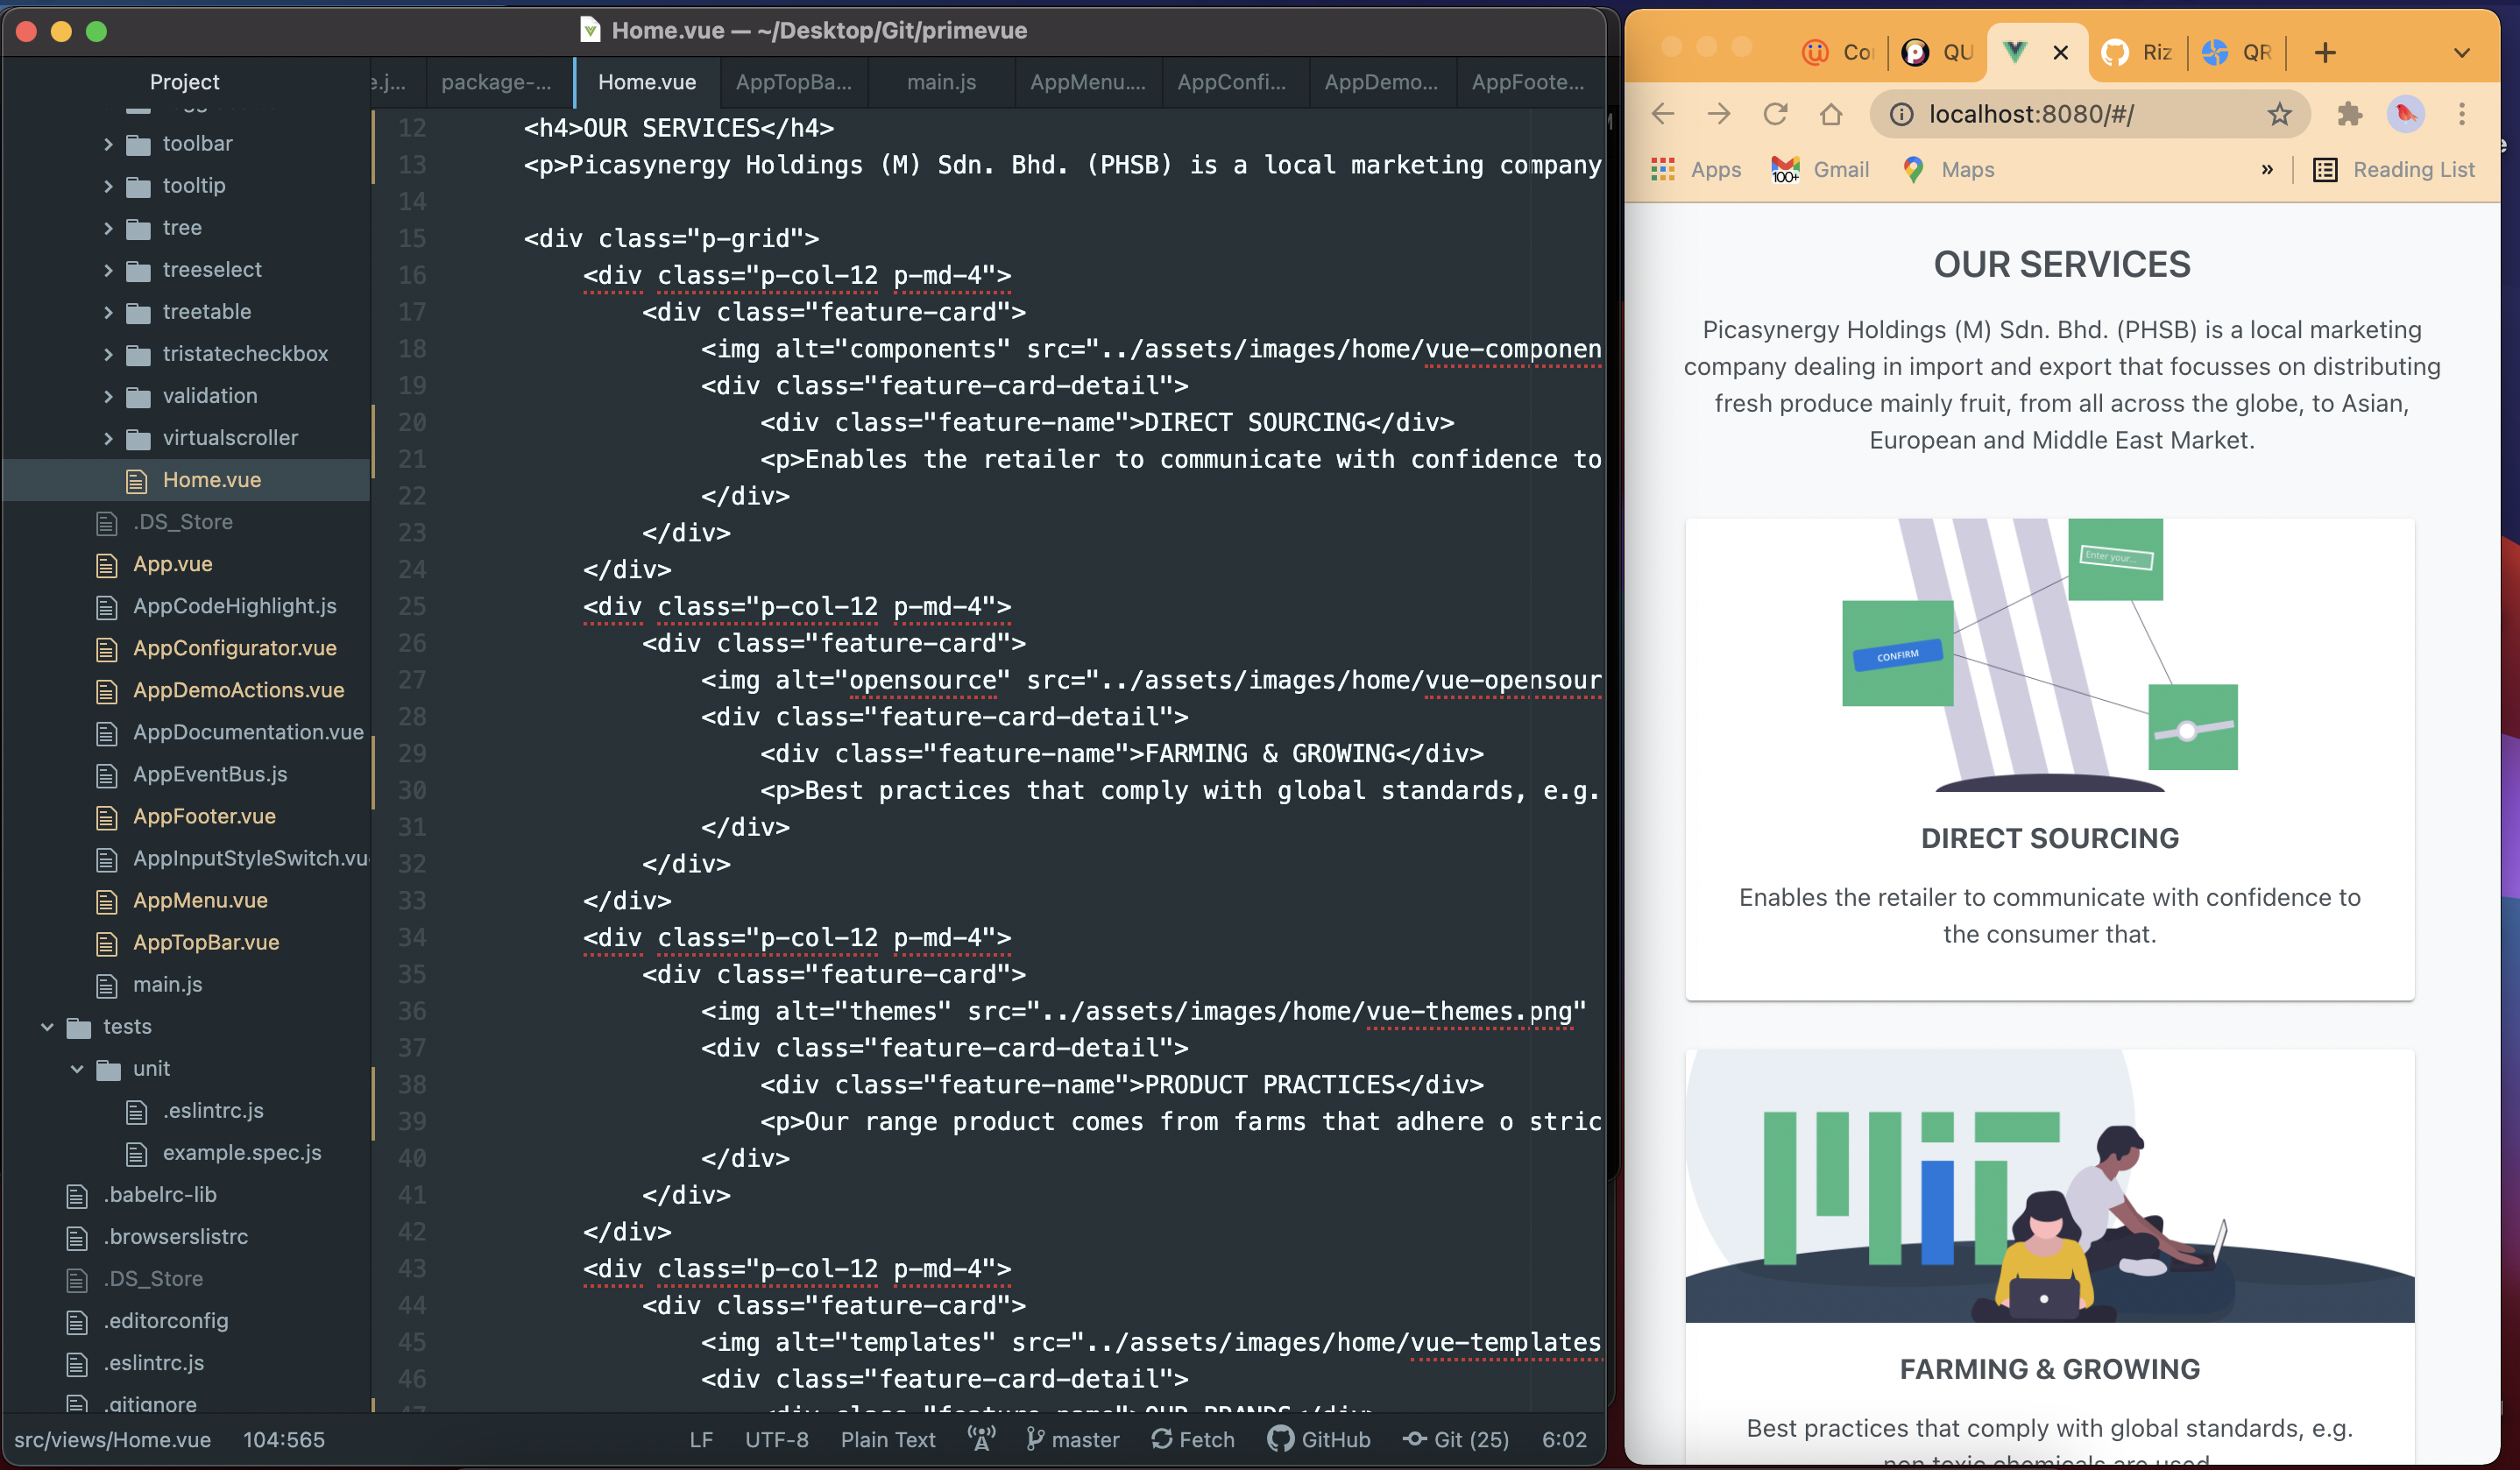 Home.vue — ~/Desktop/Git/primevue
Project
e.j...
package-...
Home.vue
AppTopBa...
main.js
AppMenu....
AppConfi...
AppDemo...
AppFoote...
toolbar
tooltip
tree
treeselect
treetable
tristatecheckbox
validation
virtualscroller
Home.vue
.DS_Store
App.vue
AppCodeHighlight.js
AppConfigurator.vue
AppDemoActions.vue
AppDocumentation.vue
AppEventBus.js
AppFooter.vue
AppInputStyleSwitch.vu
AppMenu.vue
AppTopBar.vue
main.js
tests
unit
.eslintrc.js
example.spec.js
.babelrc-lib
.browserslistrc
.DS_Store
.editorconfig
.eslintrc.js
.gitignore
12 <h4>OUR SERVICES</h4>
13 <p>Picasynergy Holdings (M) Sdn. Bhd. (PHSB) is a local marketing company
14
15 <div class="p-grid">
16 <div class="p-col-12 p-md-4">
17 <div class="feature-card">
18 <img alt="components" src="../assets/images/home/vue-componen
19 <div class="feature-card-detail">
20 <div class="feature-name">DIRECT SOURCING</div>
21 <p>Enables the retailer to communicate with confidence to
22 </div>
23 </div>
24 </div>
25 <div class="p-col-12 p-md-4">
26 <div class="feature-card">
27 <img alt="opensource" src="../assets/images/home/vue-opensour
28 <div class="feature-card-detail">
29 <div class="feature-name">FARMING & GROWING</div>
30 <p>Best practices that comply with global standards, e.g.
31 </div>
32 </div>
33 </div>
34 <div class="p-col-12 p-md-4">
35 <div class="feature-card">
36 <img alt="themes" src="../assets/images/home/vue-themes.png"
37 <div class="feature-card-detail">
38 <div class="feature-name">PRODUCT PRACTICES</div>
39 <p>Our range product comes from farms that adhere o stric
40 </div>
41 </div>
42 </div>
43 <div class="p-col-12 p-md-4">
44 <div class="feature-card">
45 <img alt="templates" src="../assets/images/home/vue-templates
46 <div class="feature-card-detail">
47 <div class="feature-name">OUR BRANDS</div>
src/views/Home.vue 104:565
LF UTF-8 Plain Text master Fetch GitHub Git (25) 6:02
Co
QU
Riz
QR
localhost:8080/#/
Apps
100+
Gmail
Maps
»
Reading List
OUR SERVICES
Picasynergy Holdings (M) Sdn. Bhd. (PHSB) is a local marketing
company dealing in import and export that focusses on distributing
fresh produce mainly fruit, from all across the globe, to Asian,
European and Middle East Market.
Enter your...
CONFIRM
DIRECT SOURCING
Enables the retailer to communicate with confidence to
the consumer that.
MIT
FARMING & GROWING
Best practices that comply with global standards, e.g.
non toxic chemicals are used